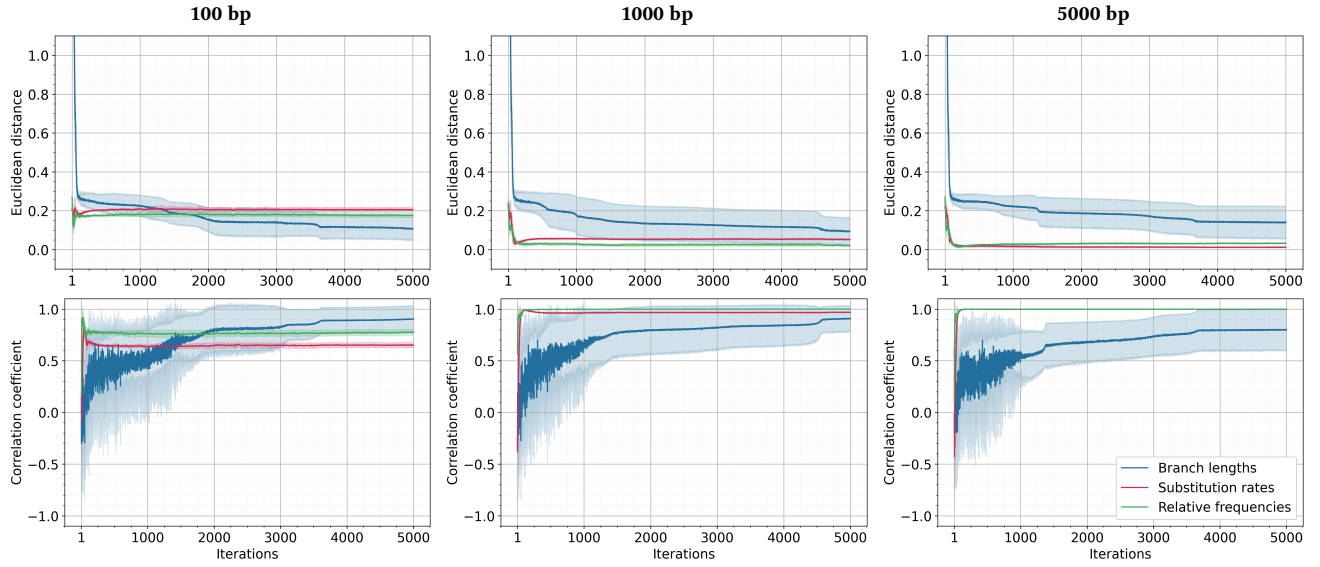 100 bp
1000 bp
5000 bp
Euclidean distance
1.0
0.8
0.6
0.4
0.2
0.0
1 1000 2000 3000 4000 5000
Euclidean distance
1.0
0.8
0.6
0.4
0.2
0.0
1 1000 2000 3000 4000 5000
Euclidean distance
1.0
0.8
0.6
0.4
0.2
0.0
1 1000 2000 3000 4000 5000
Correlation coefficient
1.0
0.5
0.0
−0.5
−1.0
1 1000 2000 3000 4000 5000
Iterations
Correlation coefficient
1.0
0.5
0.0
−0.5
−1.0
1 1000 2000 3000 4000 5000
Iterations
Correlation coefficient
1.0
0.5
0.0
−0.5
−1.0
Branch lengths
Substitution rates
Relative frequencies
1 1000 2000 3000 4000 5000
Iterations